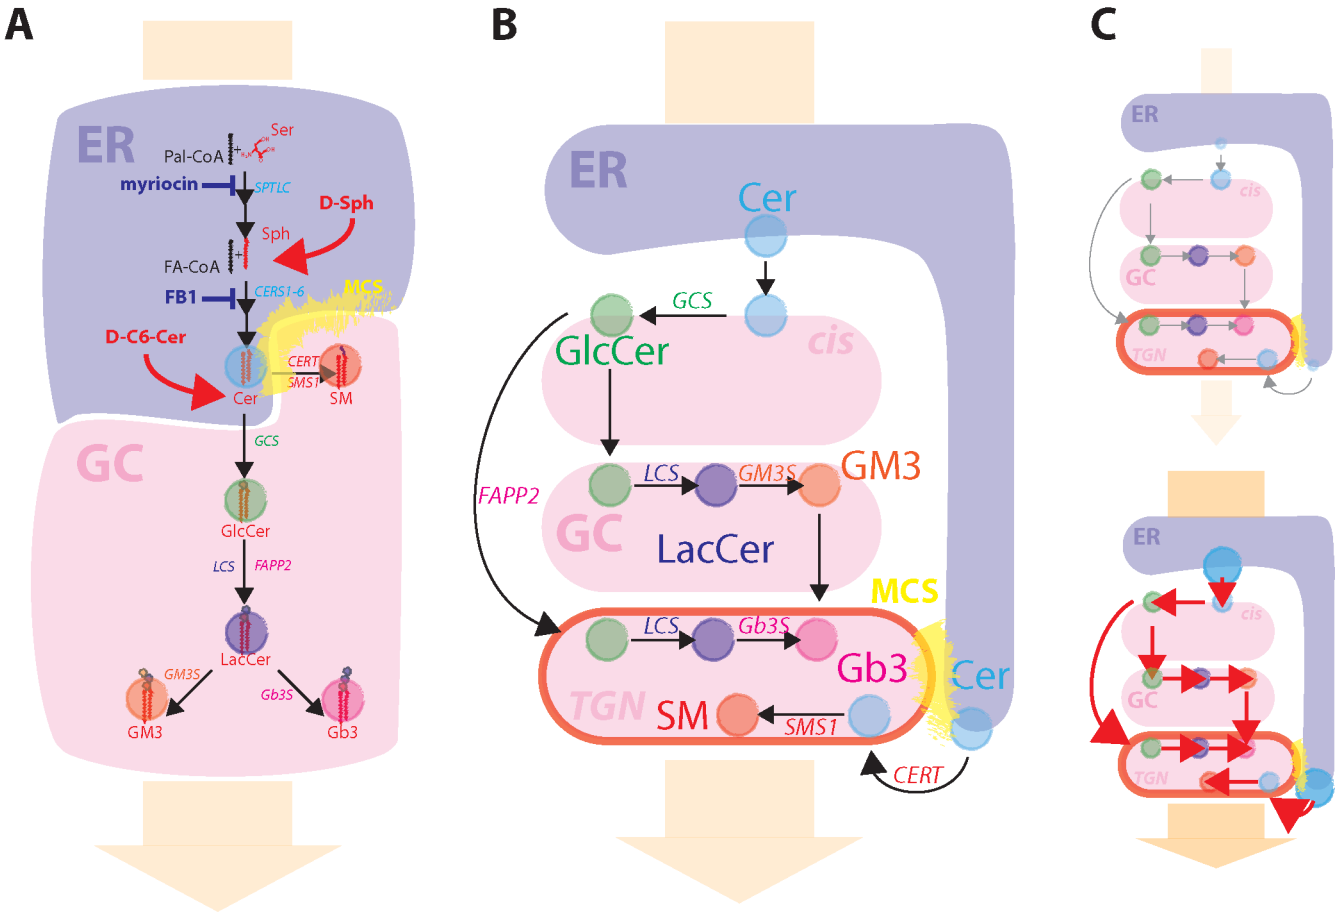 A
ER
Ser
Pal-CoA
+
myriocin
SPTLC
D-Sph
Sph
FA-CoA
+
FB1
CERS1-6
MCS
D-C6-Cer
CERT
SMS1
Cer
SM
GC
GCS
GlcCer
LCS
FAPP2
LacCer
GM3S
Gb3S
GM3
Gb3
B
ER
Cer
GCS
GlcCer
cis
FAPP2
LCS
GM3S
GM3
GC
LacCer
MCS
LCS
Gb3S
Gb3
Cer
TGN
SM
SMS1
CERT
C
ER
cis
GC
TGN
ER
cis
GC
TGN